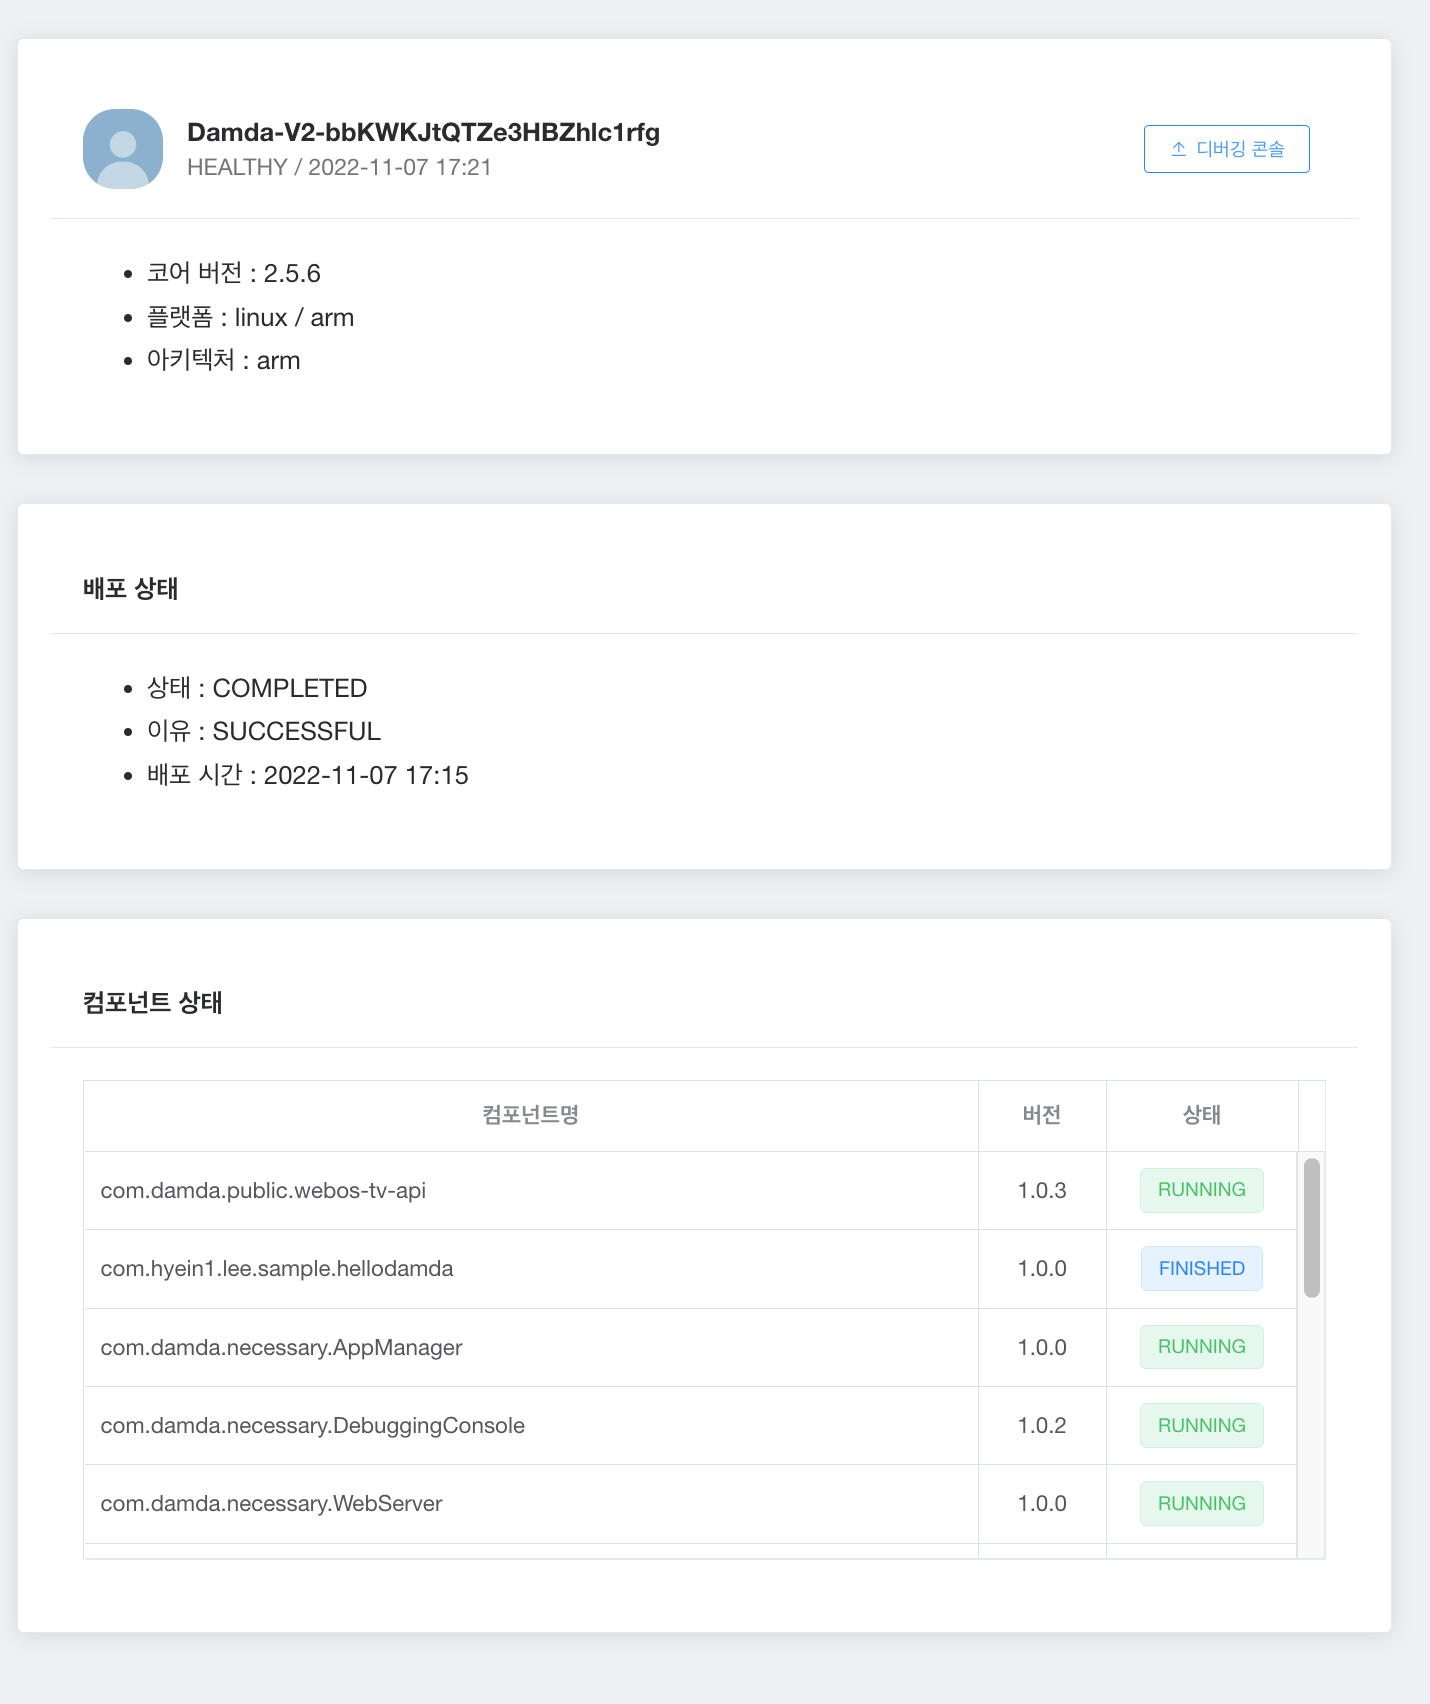 Damda-V2-bbKWKJtQTZe3HBZhlc1rfg
HEALTHY / 2022-11-07 17:21
디버깅 콘솔
코어 버전 : 2.5.6
플랫폼 : linux / arm
아키텍처 : arm
배포 상태
상태 : COMPLETED
이유 : SUCCESSFUL
배포 시간 : 2022-11-07 17:15
컴포넌트 상태
컴포넌트명 버전 상태
com.damda.public.webos-tv-api 1.0.3 RUNNING
com.hyein1.lee.sample.hellodamda 1.0.0 FINISHED
com.damda.necessary.AppManager 1.0.0 RUNNING
com.damda.necessary.DebuggingConsole 1.0.2 RUNNING
com.damda.necessary.WebServer 1.0.0 RUNNING